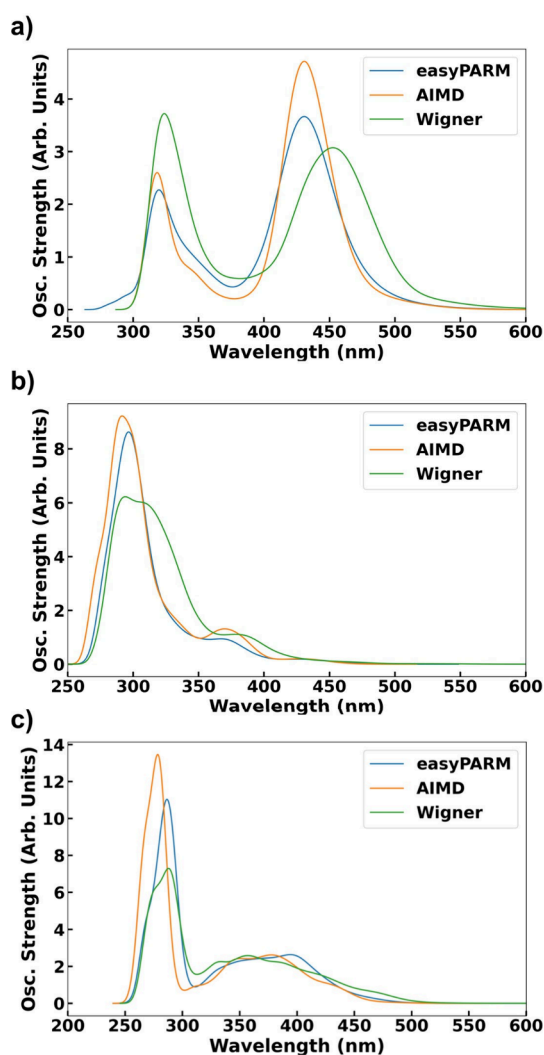 a)
Osc. Strength (Arb. Units)
4
3
2
1
0
easyPARM
AIMD
Wigner
250 300 350 400 450 500 550 600
Wavelength (nm)
b)
Osc. Strength (Arb. Units)
8
6
4
2
0
easyPARM
AIMD
Wigner
250 300 350 400 450 500 550 600
Wavelength (nm)
c)
Osc. Strength (Arb. Units)
14
12
10
8
6
4
2
0
easyPARM
AIMD
Wigner
200 250 300 350 400 450 500 550 600
Wavelength (nm)